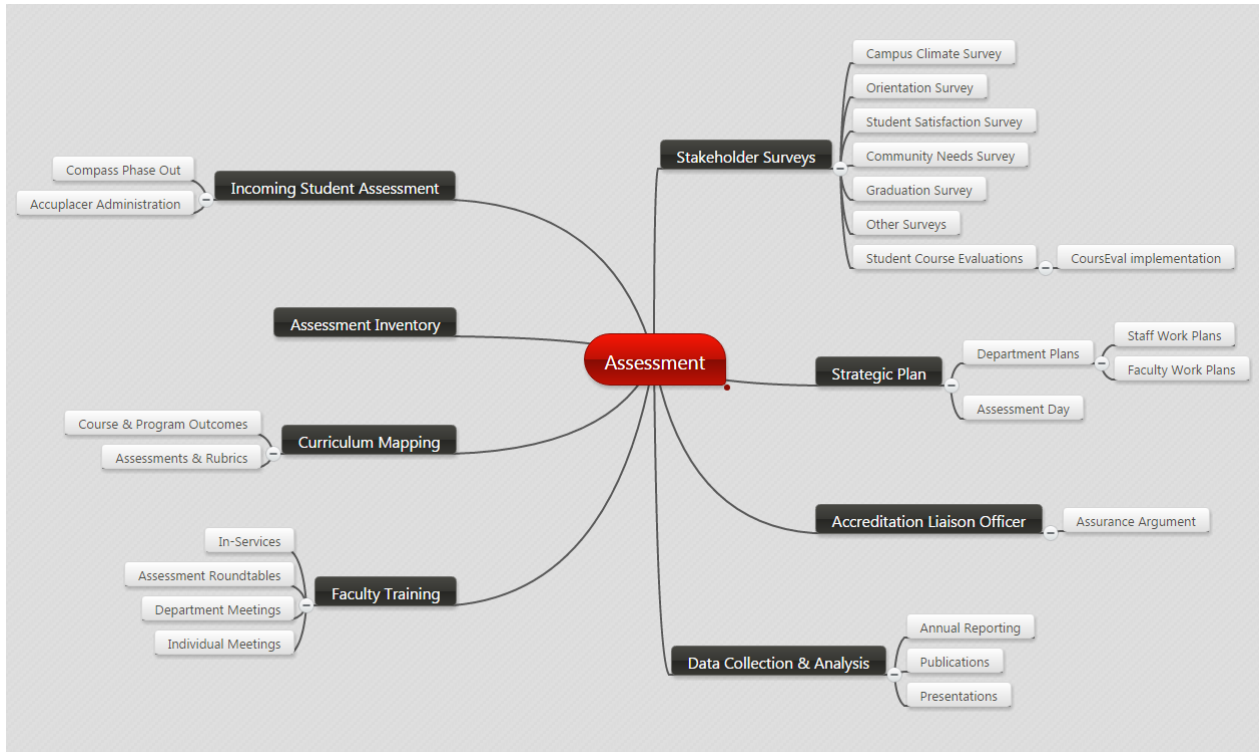 Assessment
Stakeholder Surveys
Campus Climate Survey
Orientation Survey
Student Satisfaction Survey
Community Needs Survey
Graduation Survey
Other Surveys
Student Course Evaluations
CoursEval implementation
Strategic Plan
Department Plans
Staff Work Plans
Faculty Work Plans
Assessment Day
Accreditation Liaison Officer
Assurance Argument
Data Collection & Analysis
Annual Reporting
Publications
Presentations
Incoming Student Assessment
Compass Phase Out
Accuplacer Administration
Assessment Inventory
Curriculum Mapping
Course & Program Outcomes
Assessments & Rubrics
Faculty Training
In-Services
Assessment Roundtables
Department Meetings
Individual Meetings